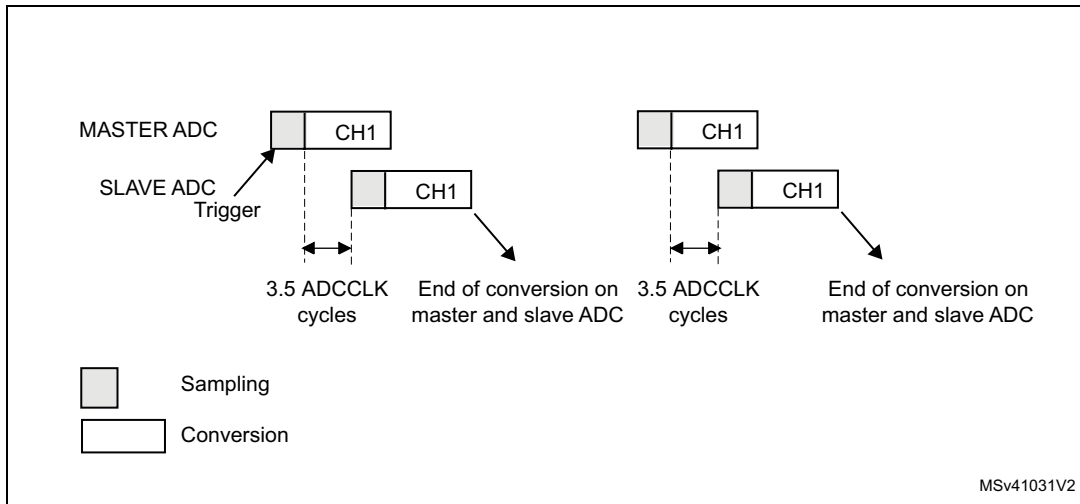 MASTER ADC
CH1
CH1
SLAVE ADC
CH1
CH1
Trigger
3.5 ADCCLK
cycles
End of conversion on
master and slave ADC
3.5 ADCCLK
cycles
End of conversion on
master and slave ADC
Sampling
Conversion
MSv41031V2